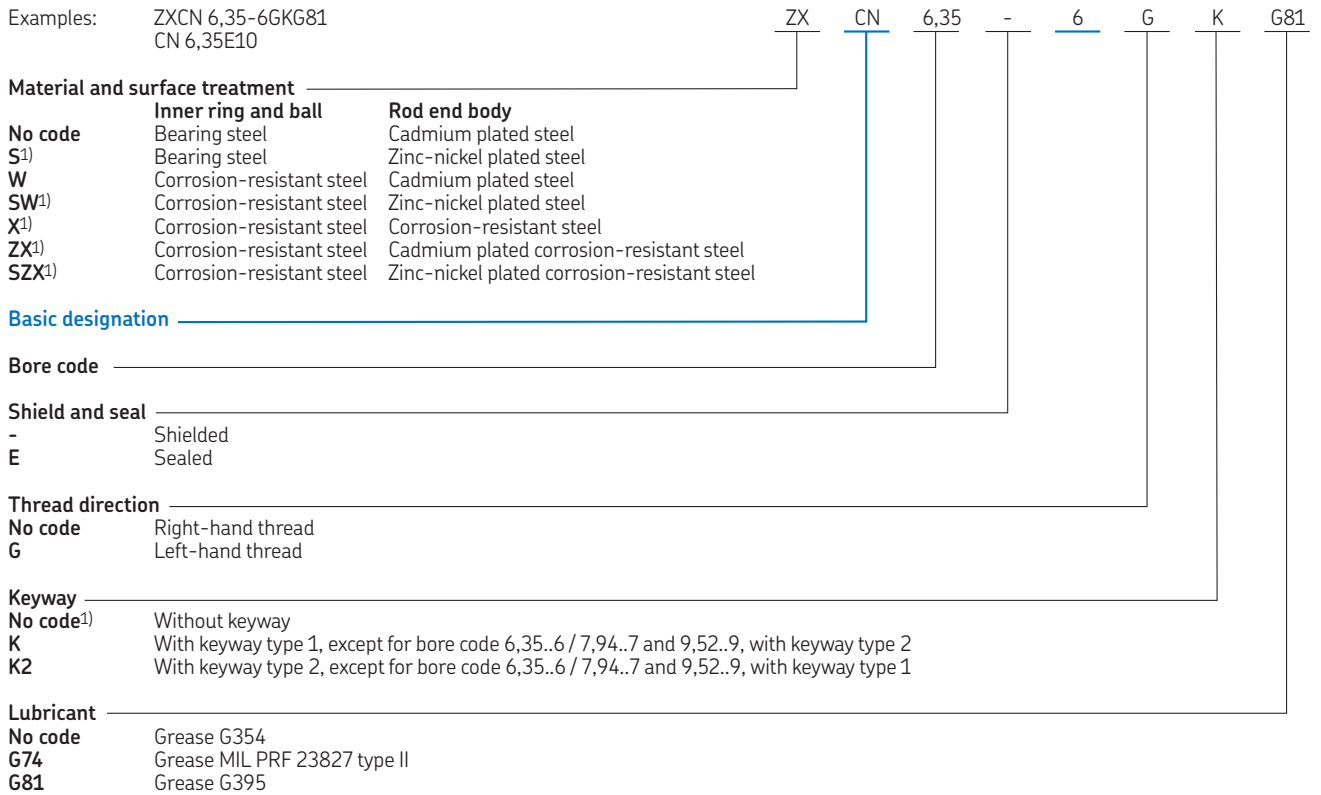 Examples: ZXCN 6,35-6GKG81 ZX CN 6,35 - 6 G K G81
CN 6,35E10
Material and surface treatment
Inner ring and ball Rod end body
No code Bearing steel Cadmium plated steel
S1) Bearing steel Zinc-nickel plated steel
W Corrosion-resistant steel Cadmium plated steel
SW1) Corrosion-resistant steel Zinc-nickel plated steel
X1) Corrosion-resistant steel Corrosion-resistant steel
ZX1) Corrosion-resistant steel Cadmium plated corrosion-resistant steel
SZX1) Corrosion-resistant steel Zinc-nickel plated corrosion-resistant steel
Basic designation
Bore code
Shield and seal
- Shielded
E Sealed
Thread direction
No code Right-hand thread
G Left-hand thread
Keyway
No code1) Without keyway
K With keyway type 1, except for bore code 6,35..6 / 7,94..7 and 9,52..9, with keyway type 2
K2 With keyway type 2, except for bore code 6,35..6 / 7,94..7 and 9,52..9, with keyway type 1
Lubricant
No code Grease G354
G74 Grease MIL PRF 23827 type II
G81 Grease G395